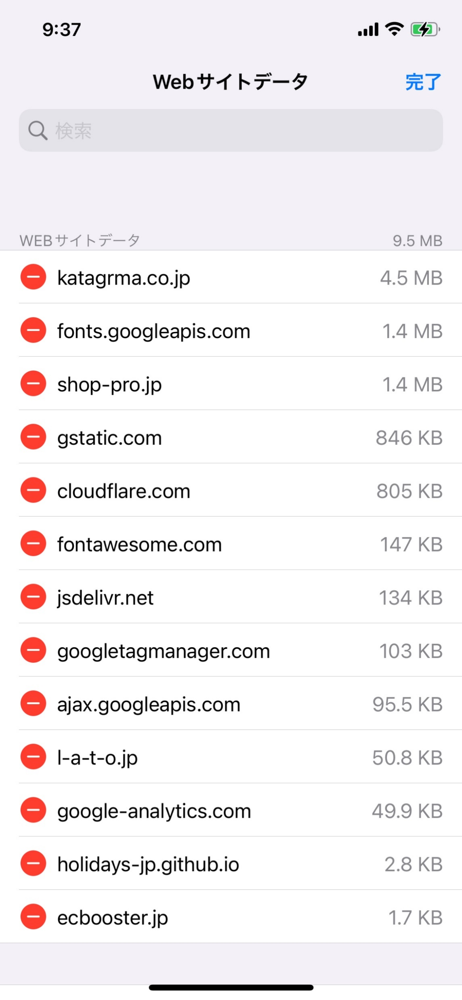 9:37
Webサイトデータ 完了
検索
WEBサイトデータ 9.5 MB
katagrma.co.jp 4.5 MB
fonts.googleapis.com 1.4 MB
shop-pro.jp 1.4 MB
gstatic.com 846 KB
cloudflare.com 805 KB
fontawesome.com 147 KB
jsdelivr.net 134 KB
googletagmanager.com 103 KB
ajax.googleapis.com 95.5 KB
l-a-t-o.jp 50.8 KB
google-analytics.com 49.9 KB
holidays-jp.github.io 2.8 KB
ecbooster.jp 1.7 KB